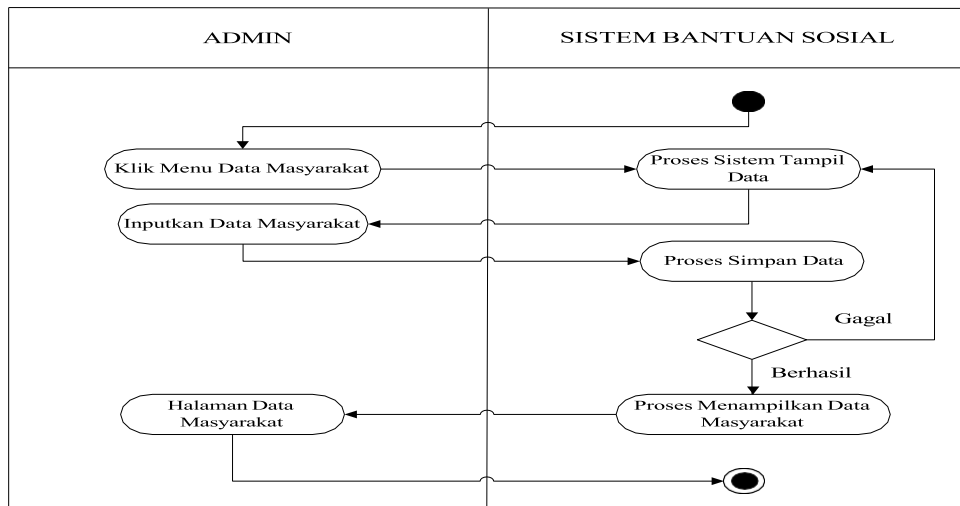 ADMIN
SISTEM BANTUAN SOSIAL
Klik Menu Data Masyarakat
Proses Sistem Tampil
Data
Inputkan Data Masyarakat
Proses Simpan Data
Gagal
Berhasil
Halaman Data
Masyarakat
Proses Menampilkan Data
Masyarakat